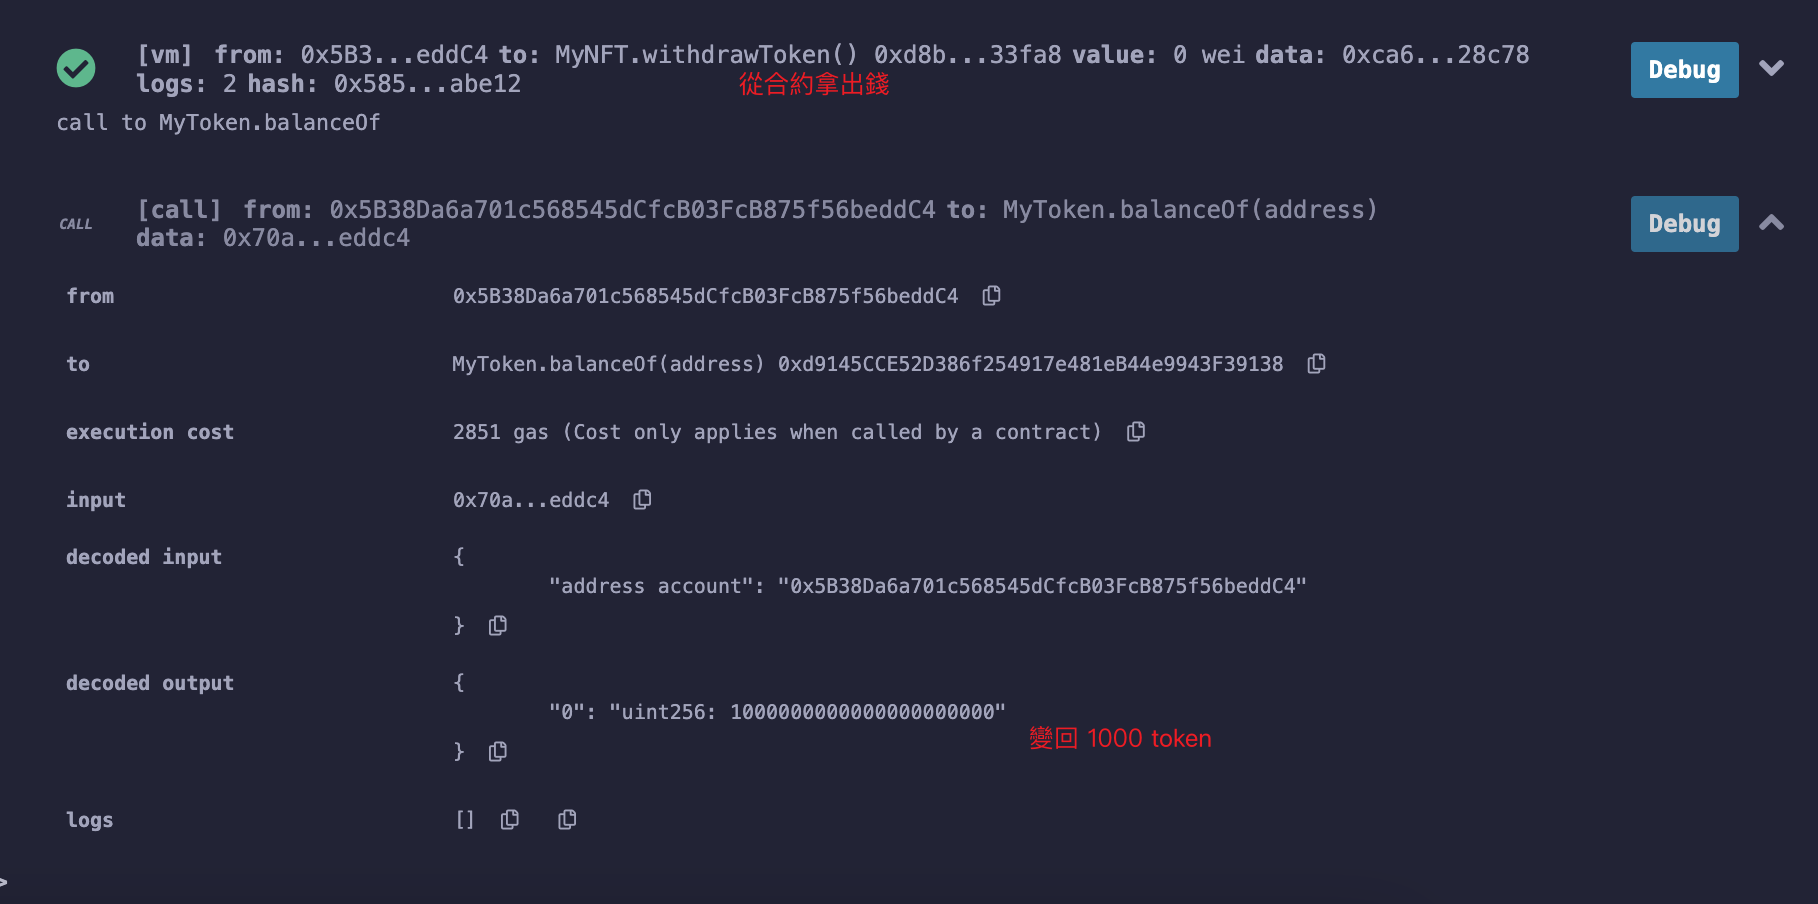 [vm] from: 0x5B3...eddC4 to: MyNFT.withdrawToken() 0xd8b...33fa8 value: 0 wei data: 0xca6...28c78
Debug
logs: 2 hash: 0x585...abe12
從合約拿出錢
call to MyToken.balanceOf
CALL
[call] from: 0x5B38Da6a701c568545dCfcB03FcB875f56beddC4 to: MyToken.balanceOf(address)
Debug
data: 0x70a...eddc4
from 0x5B38Da6a701c568545dCfcB03FcB875f56beddC4
to MyToken.balanceOf(address) 0xd9145CCE52D386f254917e481eB44e9943F39138
execution cost 2851 gas (Cost only applies when called by a contract)
input 0x70a...eddc4
decoded input {
"address account": "0x5B38Da6a701c568545dCfcB03FcB875f56beddC4"
}
decoded output {
"0": "uint256: 1000000000000000000000"
變回 1000 token
}
logs []
>